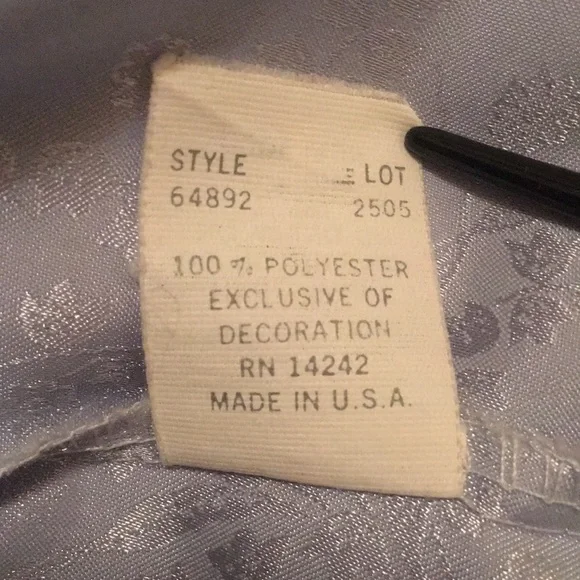 STYLE LOT
64892 2505
100 % POLYESTER
EXCLUSIVE OF
DECORATION
RN 14242
MADE IN U.S.A.